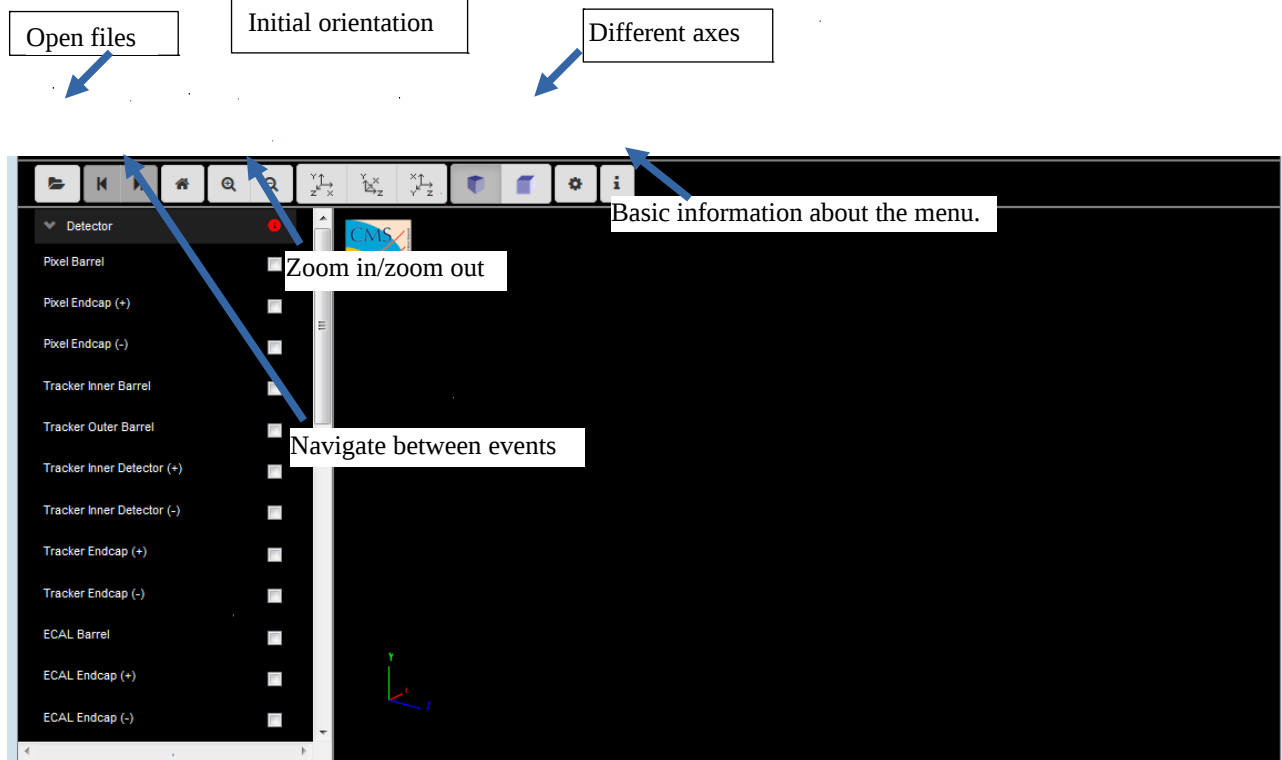 Open files
Initial orientation
Different axes
Y
Z X
Y X
Z
X
Y Z
i
Basic information about the menu.
Detector
CMS
Pixel Barrel
Zoom in/zoom out
Pixel Endcap (+)
Pixel Endcap (-)
Tracker Inner Barrel
Tracker Outer Barrel
Navigate between events
Tracker Inner Detector (+)
Tracker Inner Detector (-)
Tracker Endcap (+)
Tracker Endcap (-)
ECAL Barrel
Y
ECAL Endcap (+)
ECAL Endcap (-)